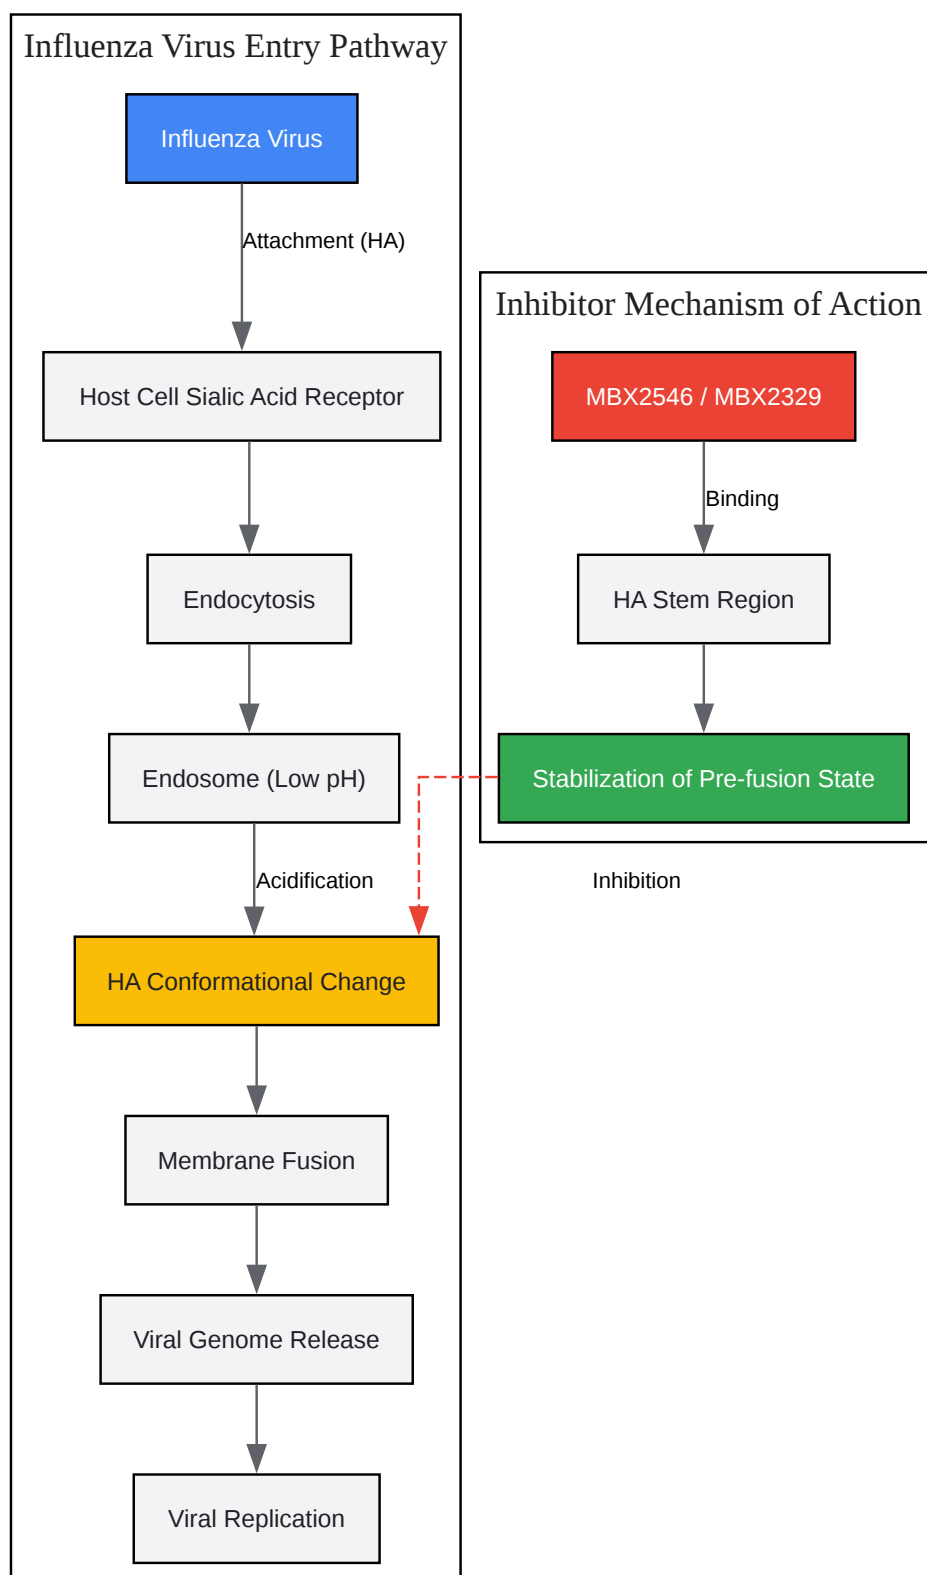 Influenza Virus Entry Pathway
Influenza Virus
Attachment (HA)
Host Cell Sialic Acid Receptor
Endocytosis
Endosome (Low pH)
Acidification
HA Conformational Change
Membrane Fusion
Viral Genome Release
Viral Replication
Inhibitor Mechanism of Action
MBX2546 / MBX2329
Binding
HA Stem Region
Stabilization of Pre-fusion State
Inhibition